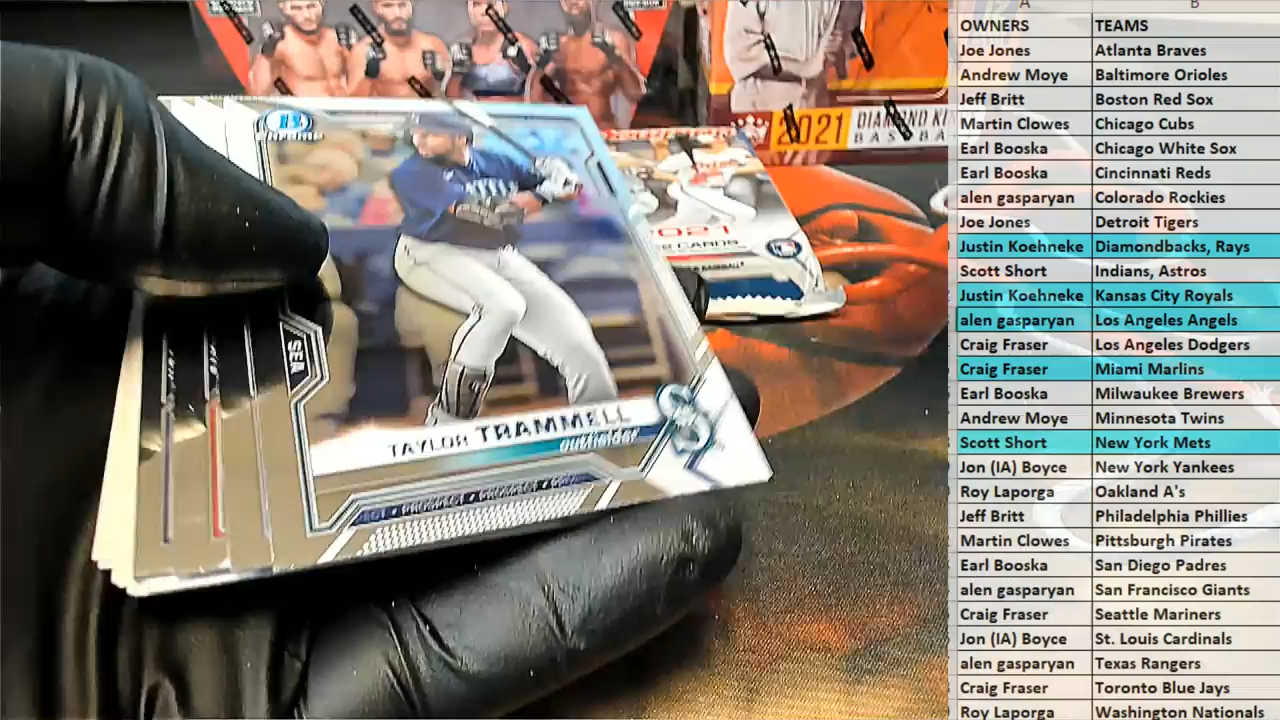 A B
OWNERS TEAMS
Joe Jones Atlanta Braves
Andrew Moye Baltimore Orioles
Jeff Britt Boston Red Sox
Martin Clowes Chicago Cubs
Earl Booska Chicago White Sox
Earl Booska Cincinnati Reds
alen gasparyan Colorado Rockies
Joe Jones Detroit Tigers
Justin Koehneke Diamondbacks, Rays
Scott Short Indians, Astros
Justin Koehneke Kansas City Royals
alen gasparyan Los Angeles Angels
Craig Fraser Los Angeles Dodgers
Craig Fraser Miami Marlins
Earl Booska Milwaukee Brewers
Andrew Moye Minnesota Twins
Scott Short New York Mets
Jon (IA) Boyce New York Yankees
Roy Laporga Oakland A's
Jeff Britt Philadelphia Phillies
Martin Clowes Pittsburgh Pirates
Earl Booska San Diego Padres
alen gasparyan San Francisco Giants
Craig Fraser Seattle Mariners
Jon (IA) Boyce St. Louis Cardinals
alen gasparyan Texas Rangers
Craig Fraser Toronto Blue Jays
Roy Laporga Washington Nationals
2021
2021
CARDS
SEA
TAYLOR TRAMMELL
OUTFIELDER
PROSPECT • PROSPECT